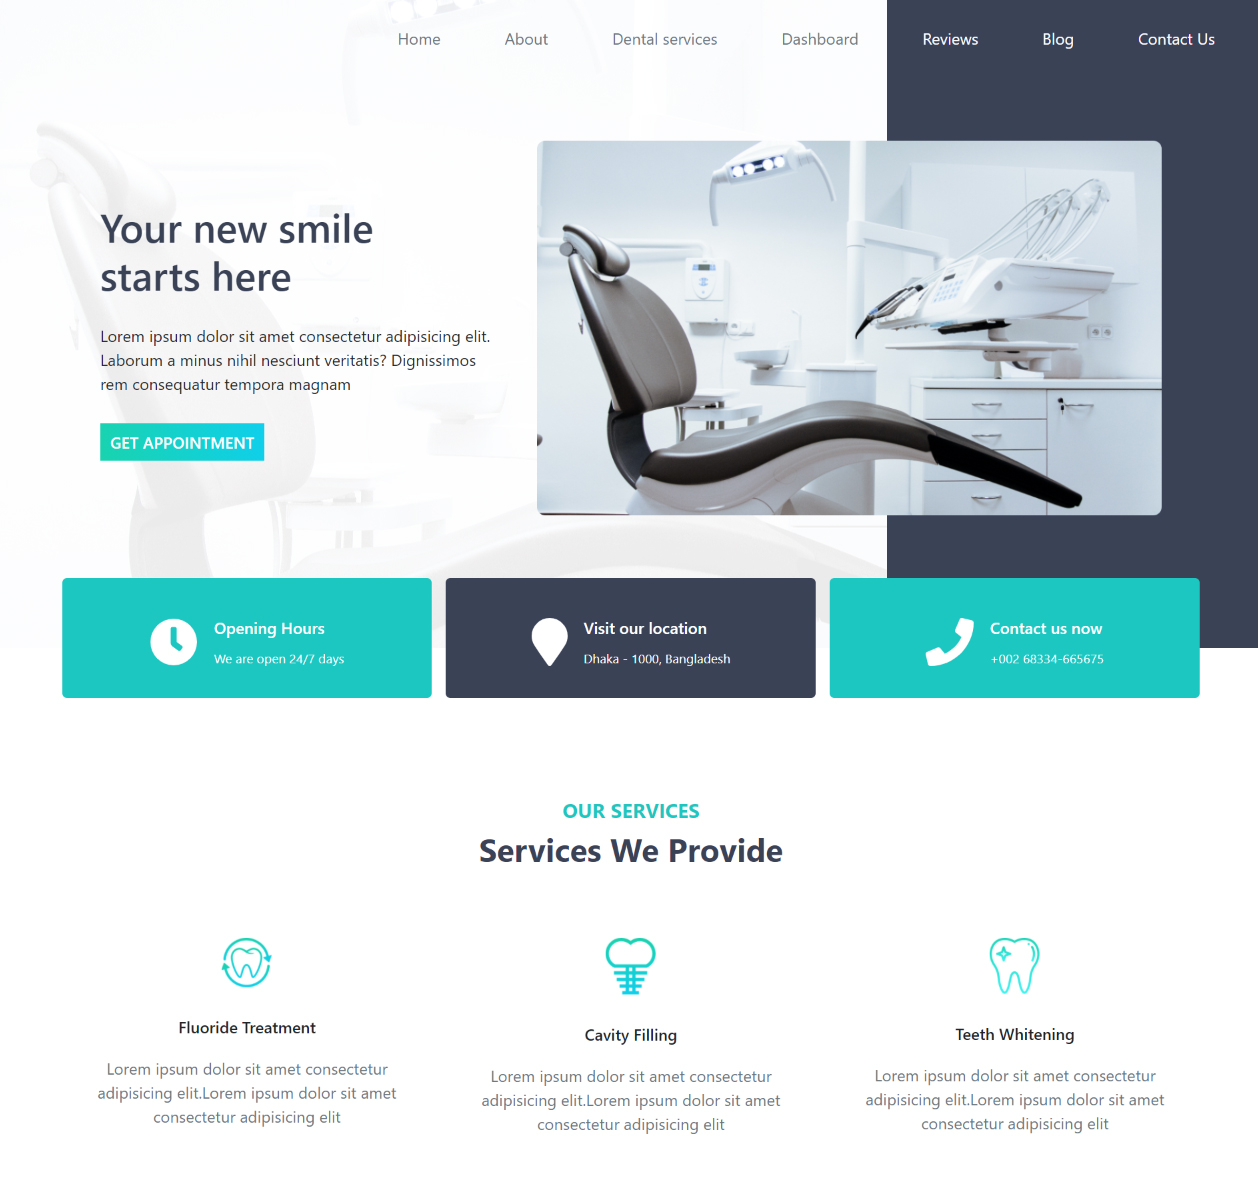 Home About Dental services Dashboard Reviews Blog Contact Us
Your new smile
starts here
Lorem ipsum dolor sit amet consectetur adipisicing elit.
Laborum a minus nihil nesciunt veritatis? Dignissimos
rem consequatur tempora magnam
GET APPOINTMENT
Opening Hours
We are open 24/7 days
Visit our location
Dhaka - 1000, Bangladesh
Contact us now
+002 68334-665675
OUR SERVICES
Services We Provide
Fluoride Treatment
Lorem ipsum dolor sit amet consectetur
adipisicing elit.Lorem ipsum dolor sit amet
consectetur adipisicing elit
Cavity Filling
Lorem ipsum dolor sit amet consectetur
adipisicing elit.Lorem ipsum dolor sit amet
consectetur adipisicing elit
Teeth Whitening
Lorem ipsum dolor sit amet consectetur
adipisicing elit.Lorem ipsum dolor sit amet
consectetur adipisicing elit